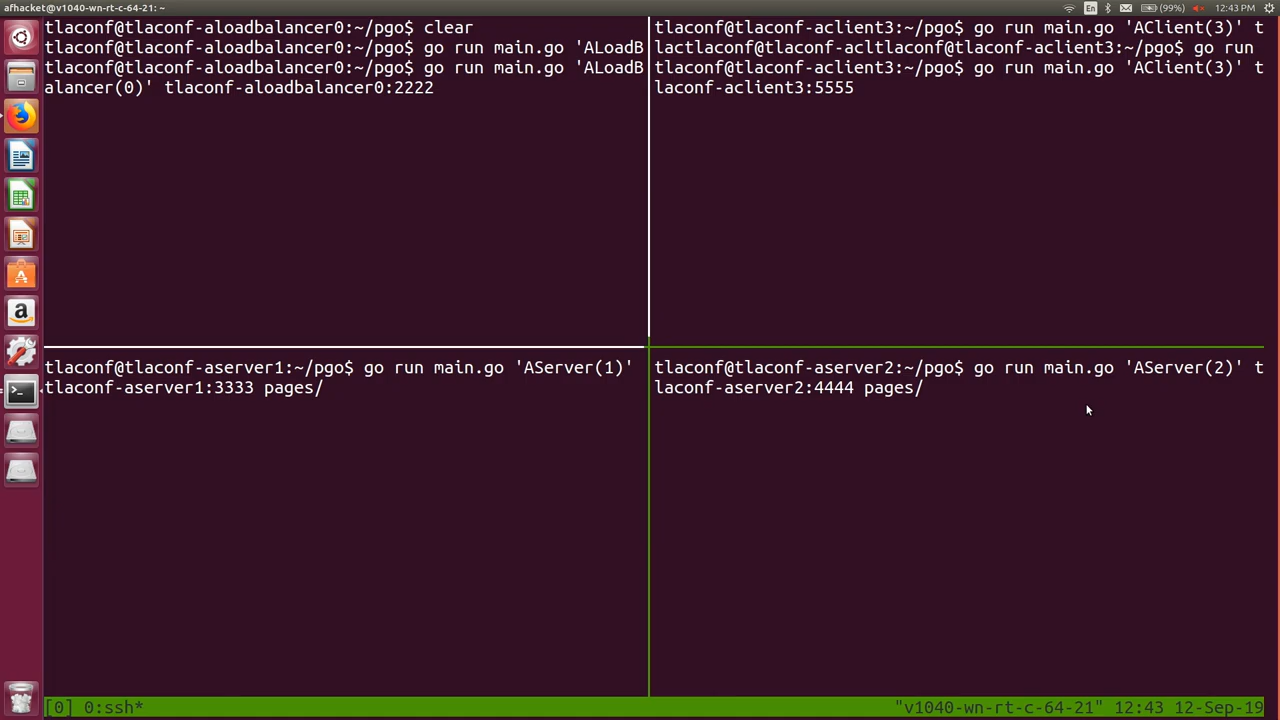 afhacket@v1040-wn-rt-c-64-21: ~
En
(99%)
12:43 PM
tlaconf@tlaconf-aloadbalancer0:~/pgo$ clear
tlaconf@tlaconf-aloadbalancer0:~/pgo$ go run main.go 'ALoadB
tlaconf@tlaconf-aloadbalancer0:~/pgo$ go run main.go 'ALoadB
alancer(0)' tlaconf-aloadbalancer0:2222
tlaconf@tlaconf-aclient3:~/pgo$ go run main.go 'AClient(3)' t
lactlaconf@tlaconf-acltlaconf@tlaconf-aclient3:~/pgo$ go run
tlaconf@tlaconf-aclient3:~/pgo$ go run main.go 'AClient(3)' t
laconf-aclient3:5555
tlaconf@tlaconf-aserver1:~/pgo$ go run main.go 'AServer(1)'
tlaconf-aserver1:3333 pages/
tlaconf@tlaconf-aserver2:~/pgo$ go run main.go 'AServer(2)' t
laconf-aserver2:4444 pages/
[0] 0:ssh*
"v1040-wn-rt-c-64-21" 12:43 12-Sep-19